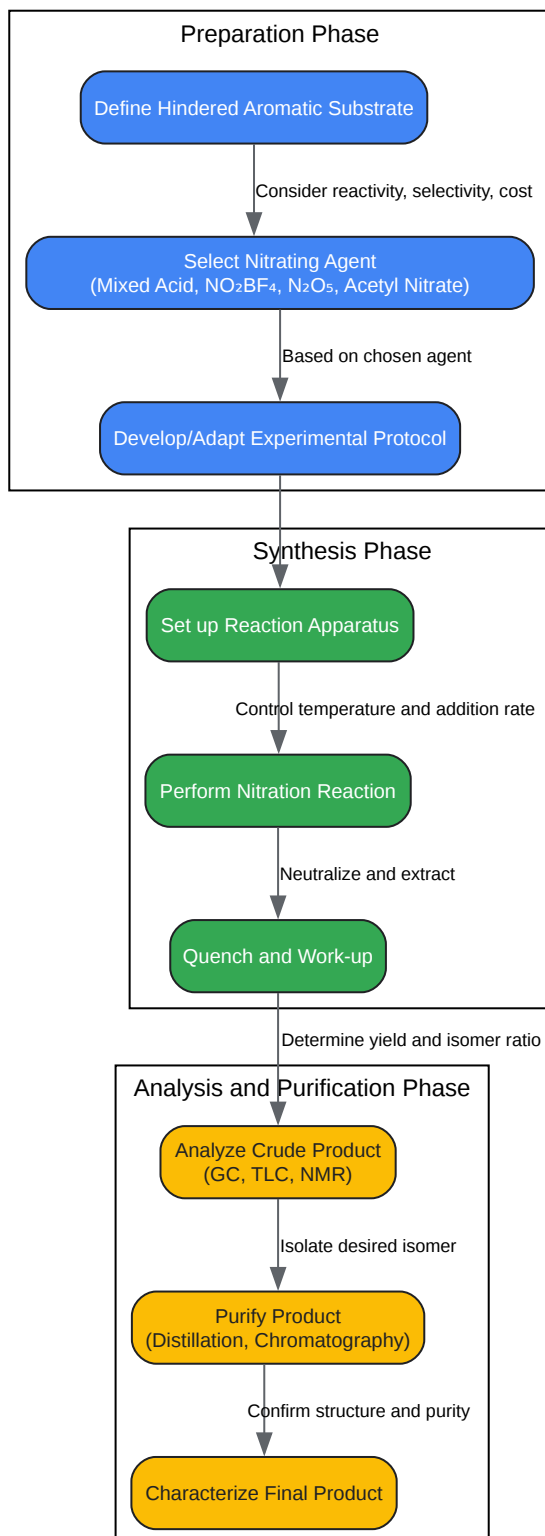 Preparation Phase
Define Hindered Aromatic Substrate
Consider reactivity, selectivity, cost
Select Nitrating Agent
(Mixed Acid, NO₂BF₄, N₂O₅, Acetyl Nitrate)
Based on chosen agent
Develop/Adapt Experimental Protocol
Synthesis Phase
Set up Reaction Apparatus
Control temperature and addition rate
Perform Nitration Reaction
Neutralize and extract
Quench and Work-up
Determine yield and isomer ratio
Analysis and Purification Phase
Analyze Crude Product
(GC, TLC, NMR)
Isolate desired isomer
Purify Product
(Distillation, Chromatography)
Confirm structure and purity
Characterize Final Product